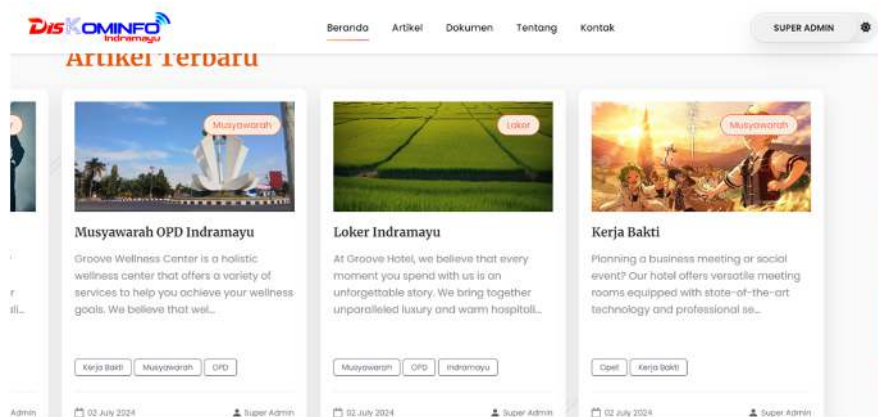 DISKOMINFO
Indramayu
Beranda Artikel Dokumen Tentang Kontak
SUPER ADMIN
Artikel Terbaru
Musyawarah
Musyawarah OPD Indramayu
Groove Wellness Center is a holistic
wellness center that offers a variety of
services to help you achieve your wellness
goals. We believe that wel...
Kerja Bakti Musyawarah OPD
02 July 2024 Super Admin
Loker
Loker Indramayu
At Groove Hotel, we believe that every
moment you spend with us is an
unforgettable story. We bring together
unparalleled luxury and warm hospitali...
Musyawarah OPD Indramayu
02 July 2024 Super Admin
Musyawarah
Kerja Bakti
Planning a business meeting or social
event? Our hotel offers versatile meeting
rooms equipped with state-of-the-art
technology and professional se...
Opet Kerja Bakti
02 July 2024 Super Admin
Admin